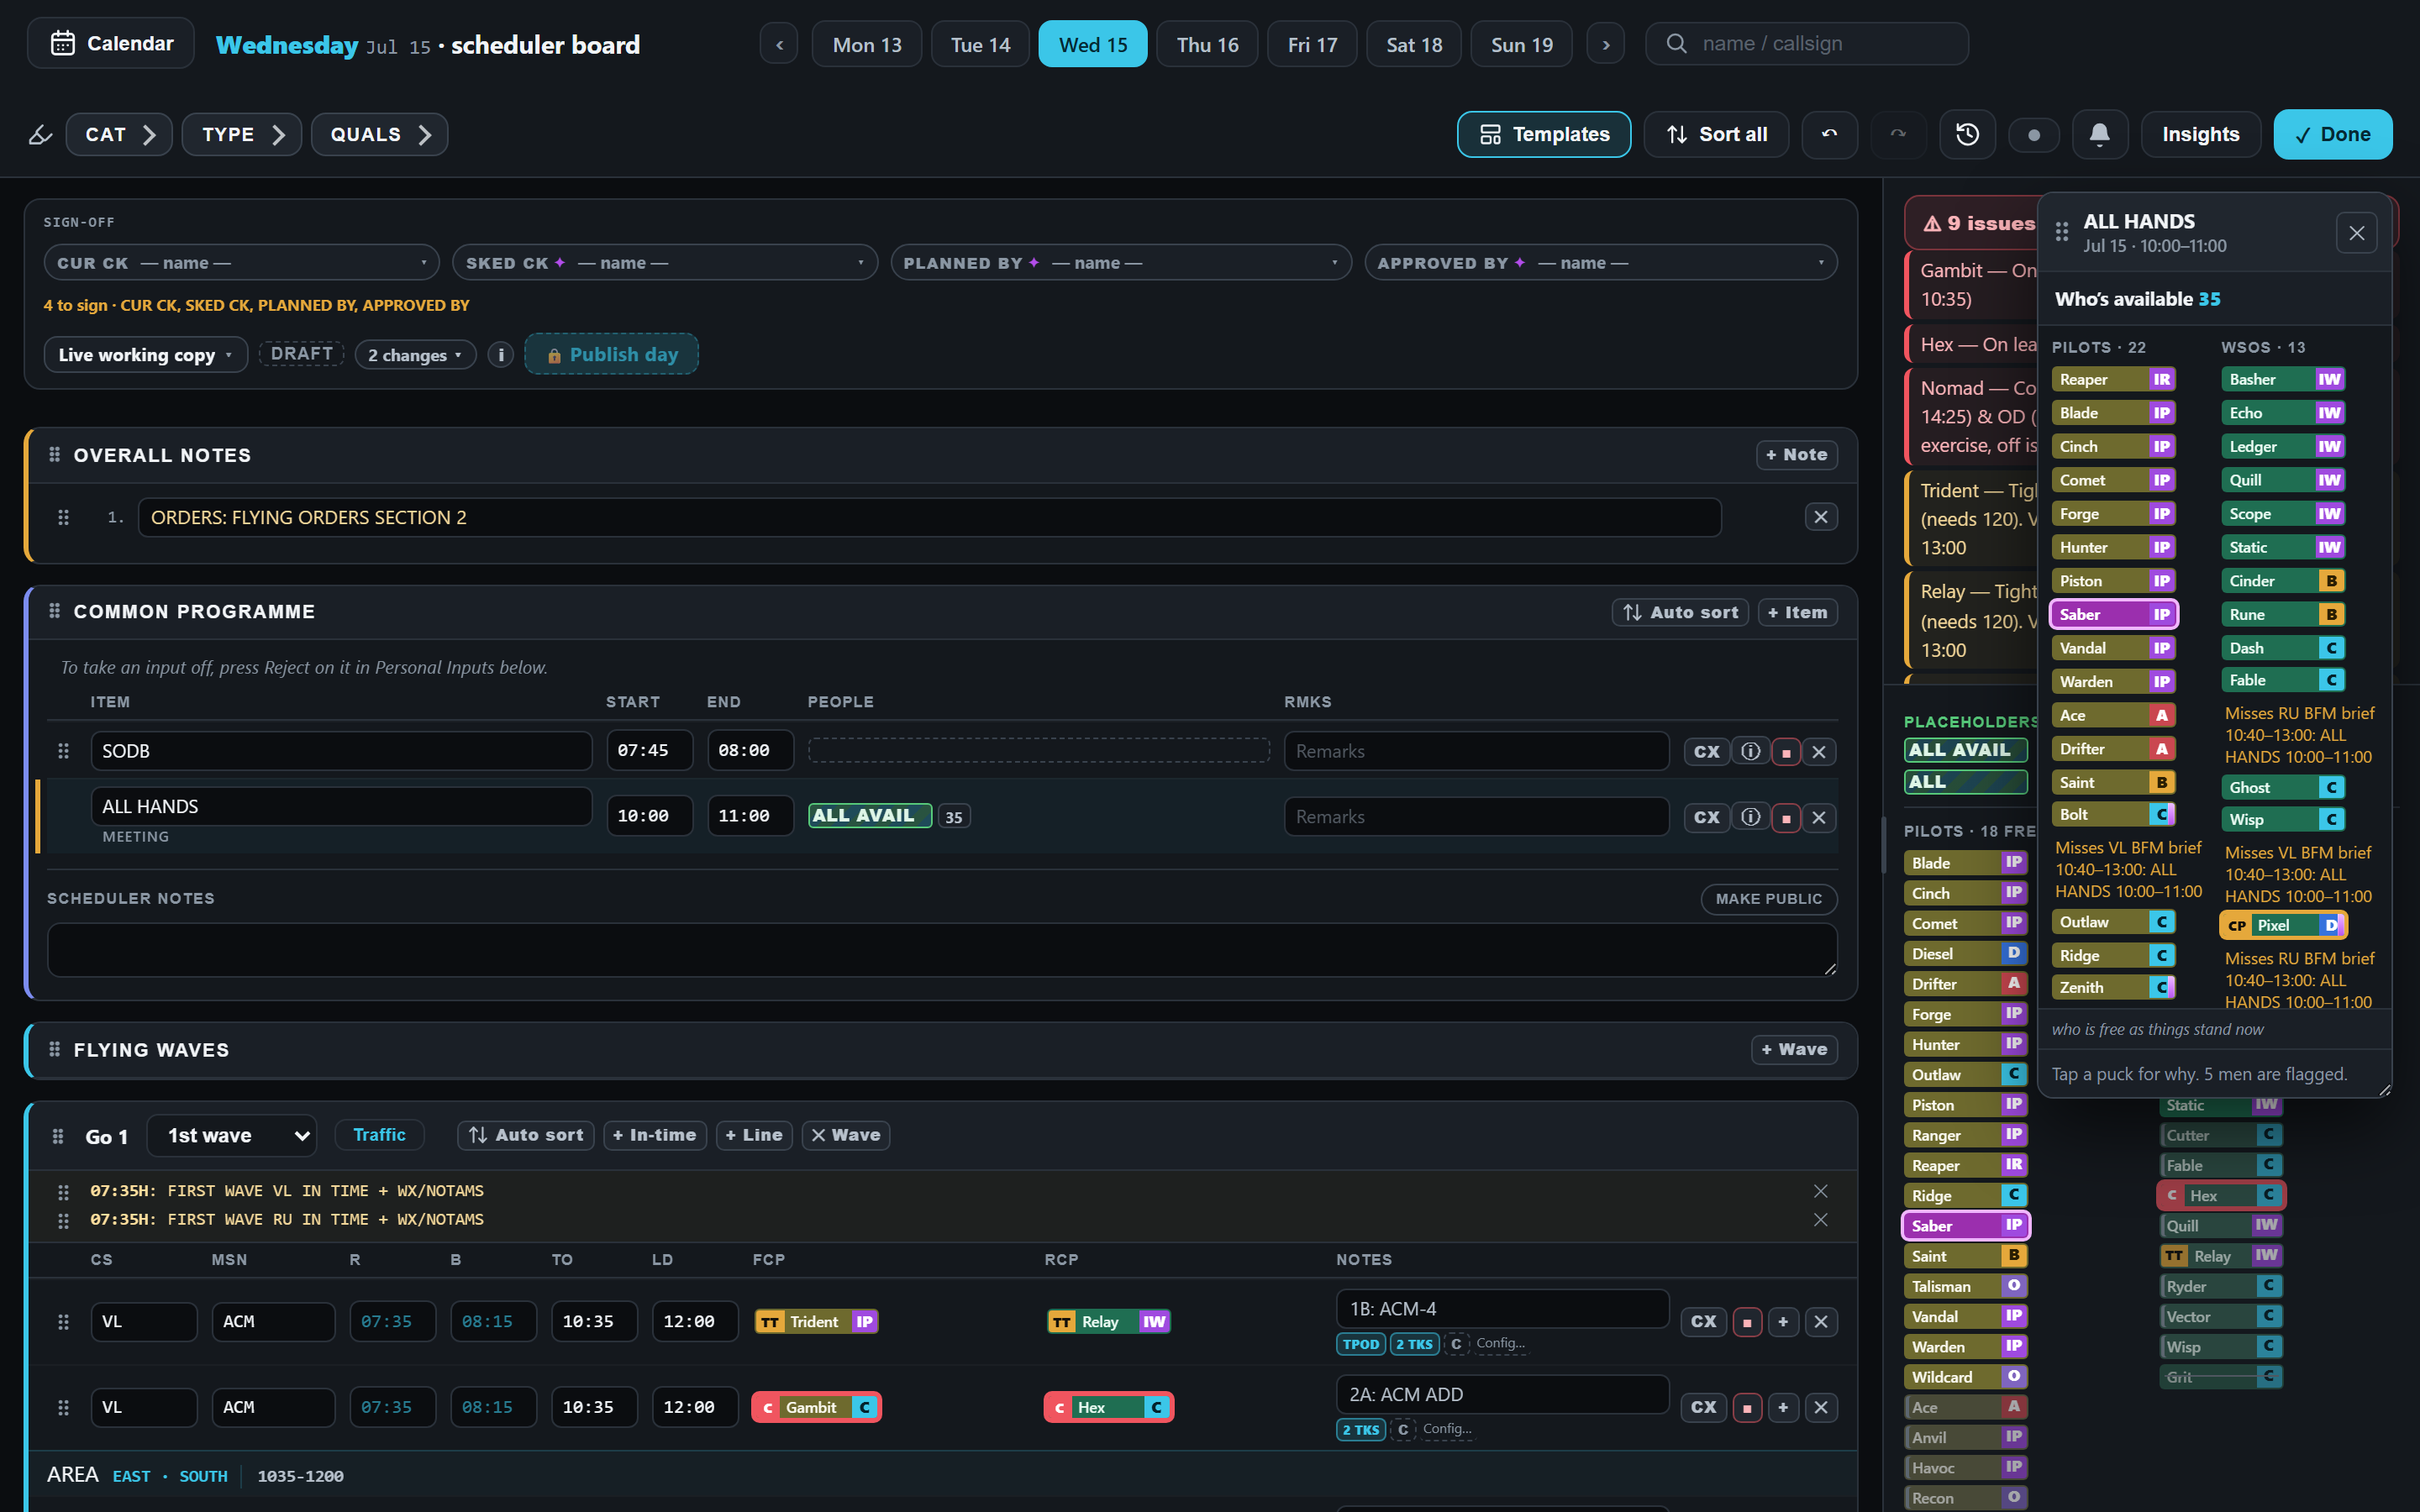 Calendar
Wednesday Jul 15 · scheduler board
‹ Mon 13 Tue 14 Wed 15 Thu 16 Fri 17 Sat 18 Sun 19 ›
name / callsign
CAT TYPE QUALS
Templates Sort all Insights ✓ Done
SIGN-OFF
CUR CK — name —
SKED CK ✦ — name —
PLANNED BY ✦ — name —
APPROVED BY ✦ — name —
4 to sign · CUR CK, SKED CK, PLANNED BY, APPROVED BY
Live working copy DRAFT 2 changes i Publish day
OVERALL NOTES
+ Note
1. ORDERS: FLYING ORDERS SECTION 2
COMMON PROGRAMME
Auto sort + Item
To take an input off, press Reject on it in Personal Inputs below.
ITEM START END PEOPLE RMKS
SODB 07:45 08:00 Remarks CX
ALL HANDS 10:00 11:00 ALL AVAIL 35 Remarks CX
MEETING
SCHEDULER NOTES
MAKE PUBLIC
FLYING WAVES
+ Wave
Go 1 1st wave Traffic Auto sort + In-time + Line ✕ Wave
07:35H: FIRST WAVE VL IN TIME + WX/NOTAMS
07:35H: FIRST WAVE RU IN TIME + WX/NOTAMS
CS MSN R B TO LD FCP RCP NOTES
VL ACM 07:35 08:15 10:35 12:00 TT Trident IP TT Relay IW 1B: ACM-4 CX
TPOD 2 TKS C Config...
VL ACM 07:35 08:15 10:35 12:00 C Gambit C C Hex C 2A: ACM ADD CX
2 TKS C Config...
AREA EAST · SOUTH 1035-1200
⚠ 9 issues
Gambit — On
10:35)
Hex — On lea
Nomad — Co
14:25) & OD (
exercise, off is
Trident — Tig
(needs 120). V
13:00
Relay — Tight
(needs 120). V
13:00
PLACEHOLDERS
ALL AVAIL
ALL
PILOTS · 18 FRE
Blade IP
Cinch IP
Comet IP
Diesel D
Drifter A
Forge IP
Hunter IP
Outlaw C
Piston IP
Ranger IP
Reaper IR
Ridge C
Saber IP
Saint B
Talisman O
Vandal IP
Warden IP
Wildcard O
Ace A
Anvil IP
Havoc IP
Recon O
Static IW
Cutter C
Fable C
C Hex C
Quill IW
TT Relay IW
Ryder C
Vector C
Wisp C
Grit C
ALL HANDS
Jul 15 · 10:00–11:00
Who's available 35
PILOTS · 22
Reaper IR
Blade IP
Cinch IP
Comet IP
Forge IP
Hunter IP
Piston IP
Saber IP
Vandal IP
Warden IP
Ace A
Drifter A
Saint B
Bolt C
Misses VL BFM brief
10:40–13:00: ALL
HANDS 10:00–11:00
Outlaw C
Ridge C
Zenith C
WSOS · 13
Basher IW
Echo IW
Ledger IW
Quill IW
Scope IW
Static IW
Cinder B
Rune B
Dash C
Fable C
Misses RU BFM brief
10:40–13:00: ALL
HANDS 10:00–11:00
Ghost C
Wisp C
Misses VL BFM brief
10:40–13:00: ALL
HANDS 10:00–11:00
CP Pixel D
Misses RU BFM brief
10:40–13:00: ALL
HANDS 10:00–11:00
who is free as things stand now
Tap a puck for why. 5 men are flagged.